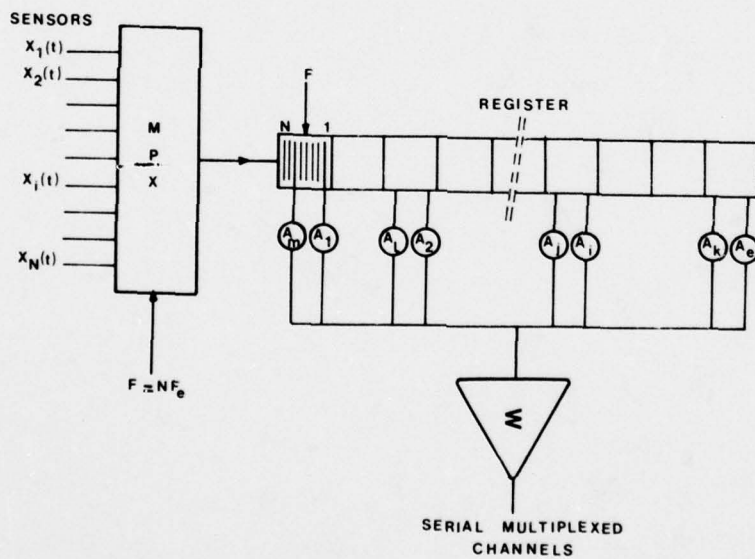 SENSORS
X1(t)
X2(t)
Xi(t)
XN(t)
M
P
X
F = NFe
F
N 1
REGISTER
Am A1 AL A2 Aj Ai Ak Ae
Σ
SERIAL MULTIPLEXED
CHANNELS